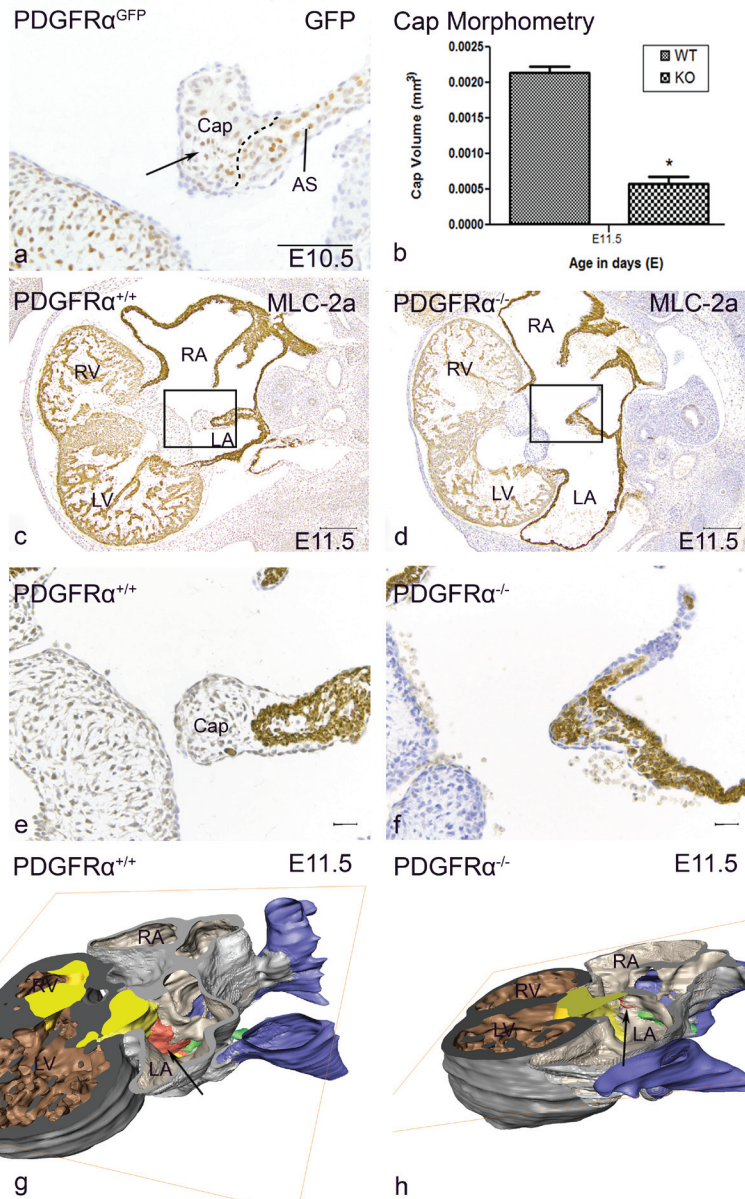 PDGFRα^GFP GFP
Cap
AS
a
E10.5
Cap Morphometry
Cap Volume (mm³)
0.0025
0.0020
0.0015
0.0010
0.0005
0.0000
WT
KO
*
E11.5
Age in days (E)
b
PDGFRα^+/+ MLC-2a
RA
RV
LA
LV
c
E11.5
PDGFRα^-/- MLC-2a
RA
RV
LV
LA
d
E11.5
PDGFRα^+/+
Cap
e
PDGFRα^-/-
f
PDGFRα^+/+ E11.5
RA
RV
LV
LA
g
PDGFRα^-/- E11.5
RA
RV
LV
LA
h